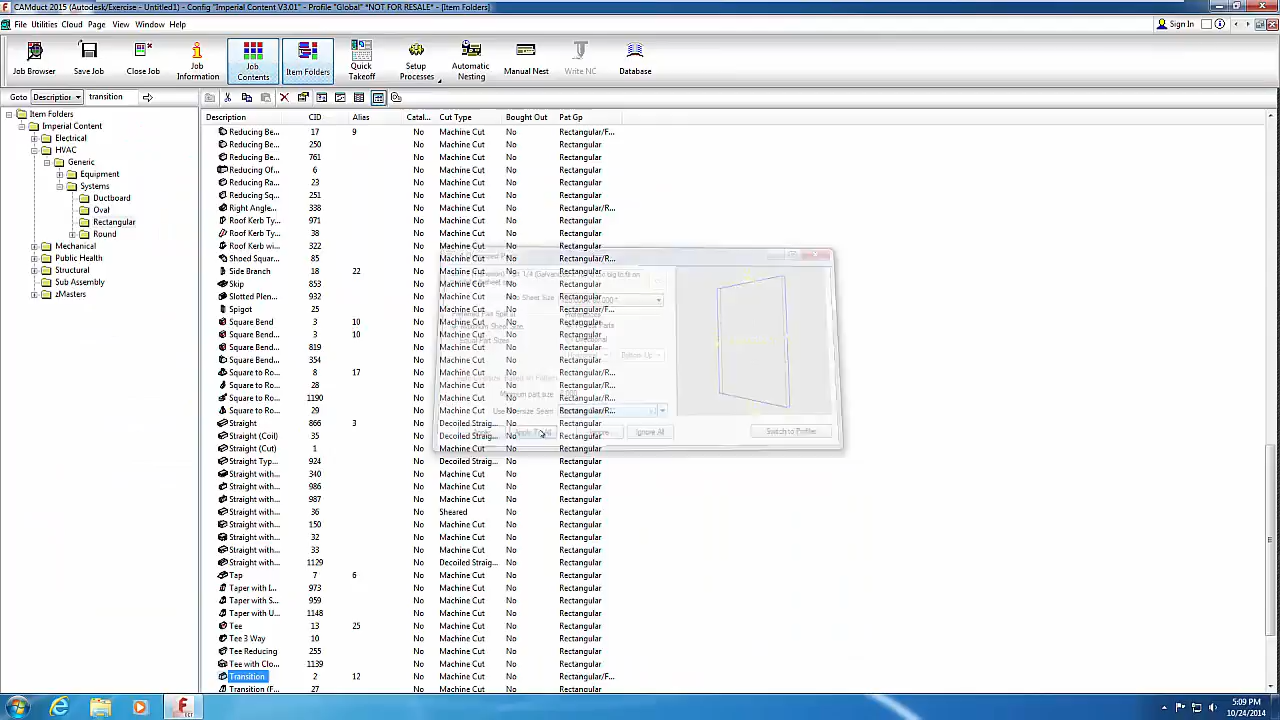 CAMduct 2015 (Autodesk/Exercise - Untitled1) - Config "Imperial Content V3.01" - Profile "Global" *NOT FOR RESALE* - [Item Folders]
File Utilities Cloud Page View Window Help
Sign In
Job Browser
Save Job
Close Job
Job Information
Job Contents
Item Folders
Quick Takeoff
Setup Processes
Automatic Nesting
Manual Nest
Write NC
Database
Goto Description transition
Item Folders
Imperial Content
Electrical
HVAC
Generic
Equipment
Systems
Ductboard
Oval
Rectangular
Round
Mechanical
Public Health
Structural
Sub Assembly
zMasters
Description CID Alias Catal... Cut Type Bought Out Pat Gp
Reducing Be... 17 9 No Machine Cut No Rectangular/F...
Reducing Be... 250 No Machine Cut No Rectangular
Reducing Be... 761 No Machine Cut No Rectangular
Reducing Of... 6 No Machine Cut No Rectangular
Reducing Ra... 23 No Machine Cut No Rectangular
Reducing Sq... 251 No Machine Cut No Rectangular
Right Angle... 338 No Machine Cut No Rectangular/R...
Roof Kerb Ty... 971 No Machine Cut No Rectangular
Roof Kerb Ty... 38 No Machine Cut No Rectangular
Roof Kerb wi... 322 No Machine Cut No Rectangular
Shoed Squar... 85 No Machine Cut No Rectangular/R...
Side Branch 18 22 No Machine Cut No Rectangular
Skip 853 No Machine Cut No Rectangular
Slotted Plen... 932 No Machine Cut No Rectangular
Spigot 25 No Machine Cut No Rectangular/F...
Square Bend 3 10 No Machine Cut No Rectangular
Square Bend... 3 10 No Machine Cut No Rectangular
Square Bend... 819 No Machine Cut No Rectangular
Square Bend... 354 No Machine Cut No Rectangular
Square to Ro... 8 17 No Machine Cut No Rectangular/R...
Square to Ro... 28 No Machine Cut No Rectangular/R...
Square to Ro... 1190 No Machine Cut No Rectangular/R...
Square to Ro... 29 No Machine Cut No Rectangular/R...
Straight 866 3 No Decoiled Straig... No Rectangular
Straight (Coil) 35 No Decoiled Straig... No Rectangular
Straight (Cut) 1 No Machine Cut No Rectangular
Straight Typ... 924 No Decoiled Straig... No Rectangular
Straight with... 340 No Machine Cut No Rectangular
Straight with... 986 No Machine Cut No Rectangular
Straight with... 987 No Machine Cut No Rectangular
Straight with... 36 No Sheared No Rectangular
Straight with... 150 No Machine Cut No Rectangular
Straight with... 32 No Machine Cut No Rectangular
Straight with... 33 No Machine Cut No Rectangular
Straight with... 1129 No Decoiled Straig... No Rectangular
Tap 7 6 No Machine Cut No Rectangular
Taper with I... 973 No Machine Cut No Rectangular
Taper with S... 959 No Machine Cut No Rectangular
Taper with U... 1148 No Machine Cut No Rectangular
Tee 13 25 No Machine Cut No Rectangular
Tee 3 Way 10 No Machine Cut No Rectangular
Tee Reducing 255 No Machine Cut No Rectangular
Tee with Clo... 1139 No Machine Cut No Rectangular
Transition 2 12 No Machine Cut No Rectangular/F...
Transition (F... 27 No Machine Cut No Rectangular
Sheet Size
Maximum Sheet Size
Equal Part Sizes
Preferences
Directional
Bottom Up
Minimum part size
Apply To All
Ignore
Ignore All
Switch to Profiler
5:09 PM
10/24/2014